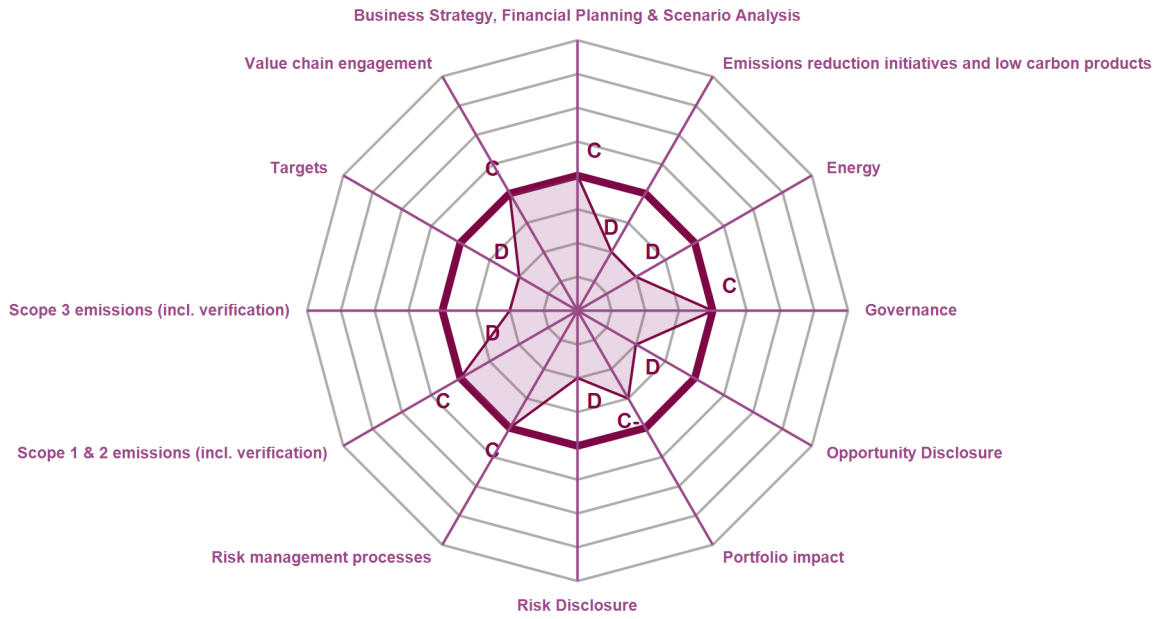 Business Strategy, Financial Planning & Scenario Analysis
Value chain engagement
Emissions reduction initiatives and low carbon products
C
C
Targets
Energy
D
D
D
C
Scope 3 emissions (incl. verification)
Governance
D
D
C
D
C-
C
Scope 1 & 2 emissions (incl. verification)
Opportunity Disclosure
Risk management processes
Portfolio impact
Risk Disclosure